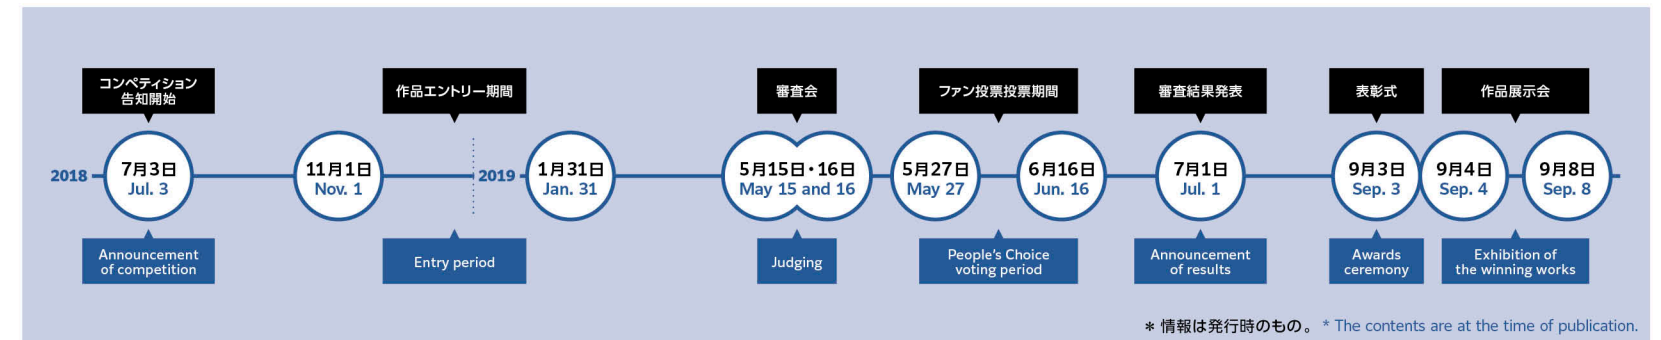 コンペティション
告知開始
作品エントリー期間
審査会
ファン投票投票期間
審査結果発表
表彰式
作品展示会
2018
7月3日
Jul. 3
11月1日
Nov. 1
2019
1月31日
Jan. 31
5月15日・16日
May 15 and 16
5月27日
May 27
6月16日
Jun. 16
7月1日
Jul. 1
9月3日
Sep. 3
9月4日
Sep. 4
9月8日
Sep. 8
Announcement
of competition
Entry period
Judging
People's Choice
voting period
Announcement
of results
Awards
ceremony
Exhibition of
the winning works
* 情報は発行時のもの。 * The contents are at the time of publication.